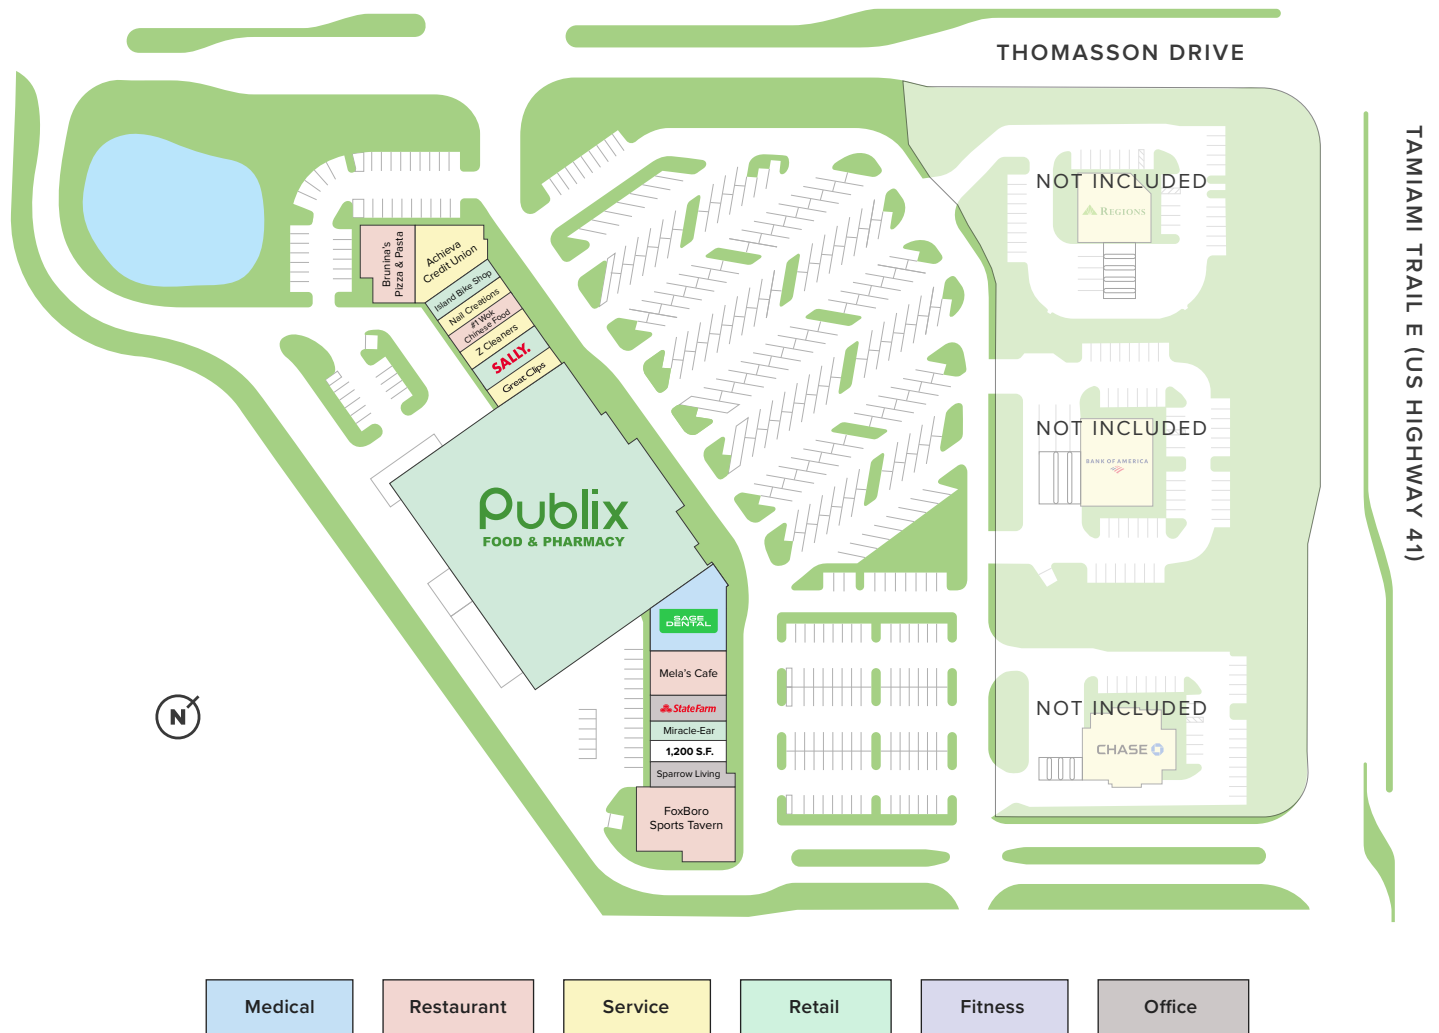 THOMASSON DRIVE
TAMIAMI TRAIL E (US HIGHWAY 41)
NOT INCLUDED
REGIONS
Brunina's
Pizza & Pasta
Achieva
Credit Union
Island Bike Shop
Nail Creations
#1 Wok
Chinese Food
Z Cleaners
SALLY.
Great Clips
NOT INCLUDED
BANK OF AMERICA
Publix
FOOD & PHARMACY
SAGE
DENTAL
Mela's Cafe
StateFarm
Miracle-Ear
1,200 S.F.
Sparrow Living
FoxBoro
Sports Tavern
NOT INCLUDED
CHASE
N
Medical
Restaurant
Service
Retail
Fitness
Office